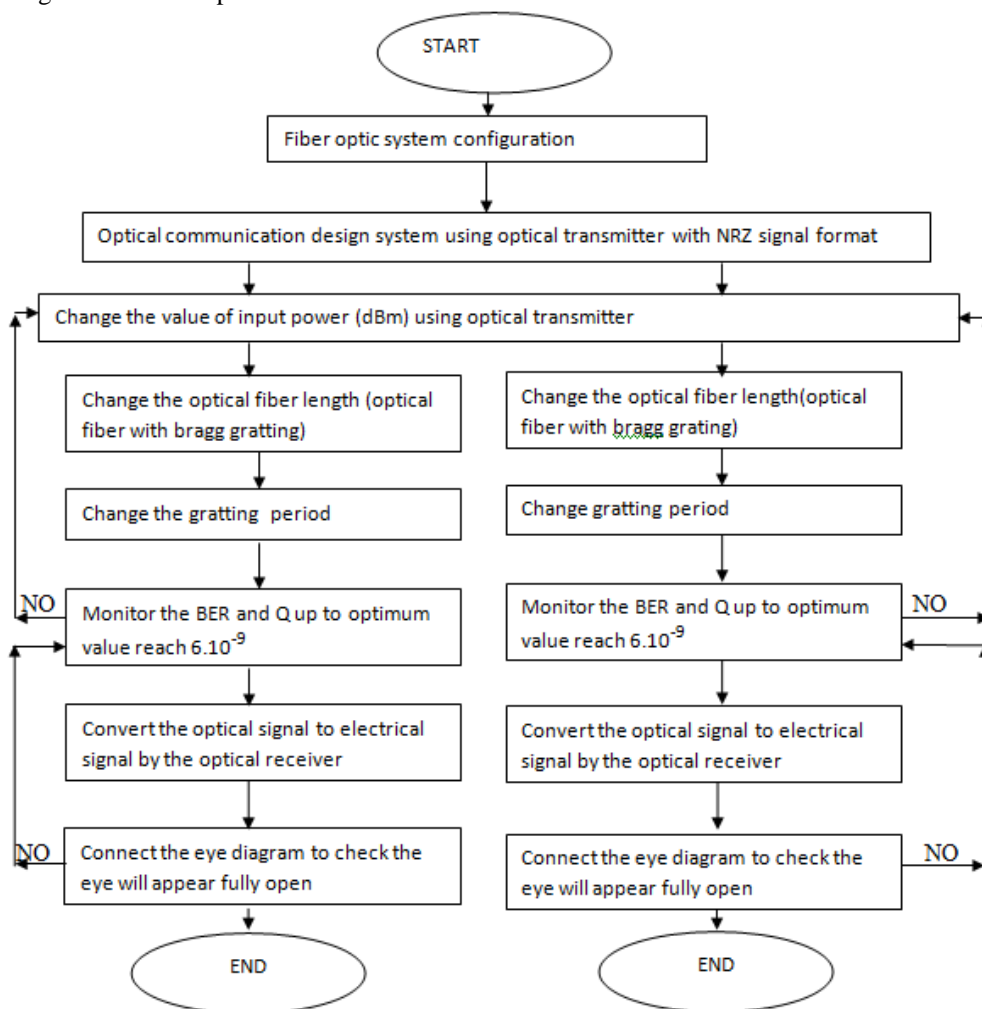 START
Fiber optic system configuration
Optical communication design system using optical transmitter with NRZ signal format
Change the value of input power (dBm) using optical transmitter
Change the optical fiber length (optical
fiber with bragg gratting)
Change the gratting period
NO
Monitor the BER and Q up to optimum
value reach 6.10⁻⁹
Convert the optical signal to electrical
signal by the optical receiver
NO
Connect the eye diagram to check the
eye will appear fully open
END
Change the optical fiber length(optical
fiber with bragg grating)
Change gratting period
Monitor the BER and Q up to optimum
value reach 6.10⁻⁹
NO
Convert the optical signal to electrical
signal by the optical receiver
Connect the eye diagram to check the
eye will appear fully open
NO
END